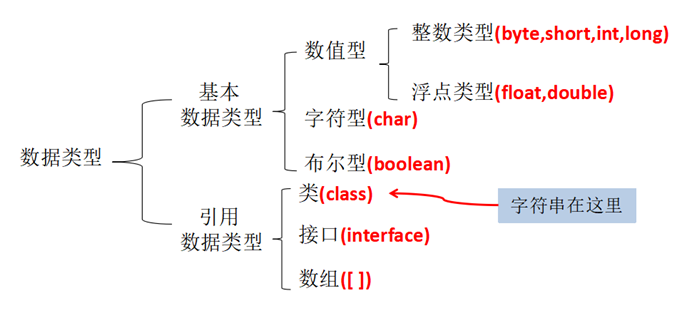 数据类型
基本
数据类型
数值型
整数类型(byte,short,int,long)
浮点类型(float,double)
字符型(char)
布尔型(boolean)
引用
数据类型
类(class)
字符串在这里
接口(interface)
数组([ ])